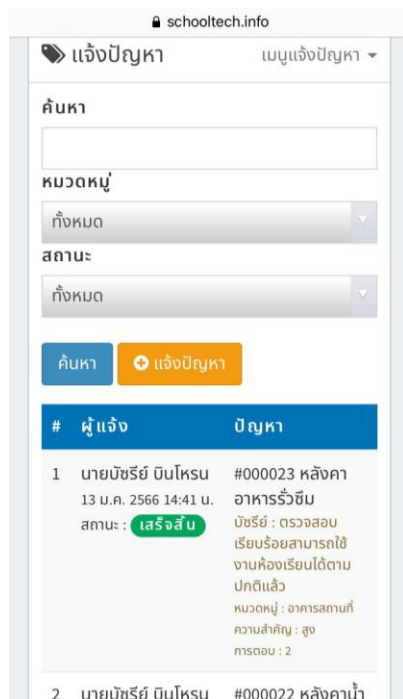 schooltech.info
แจ้งปัญหา เมนูแจ้งปัญหา
ค้นหา
หมวดหมู่
ทั้งหมด
สถานะ
ทั้งหมด
ค้นหา แจ้งปัญหา
# ผู้แจ้ง ปัญหา
1 นายบัซรีย์ บินโหรน #000023 หลังคา
13 ม.ค. 2566 14:41 น. อาหารรั่วซึม
สถานะ : เสร็จสิ้น บัซรีย์ : ตรวจสอบ
เรียบร้อยสามารถใช้
งานห้องเรียนได้ตาม
ปกติแล้ว
หมวดหมู่ : อาคารสถานที่
ความสำคัญ : สูง
การตอบ : 2
2 นายบัซรีย์ บินโหรน #000022 หลังคาน้ำ